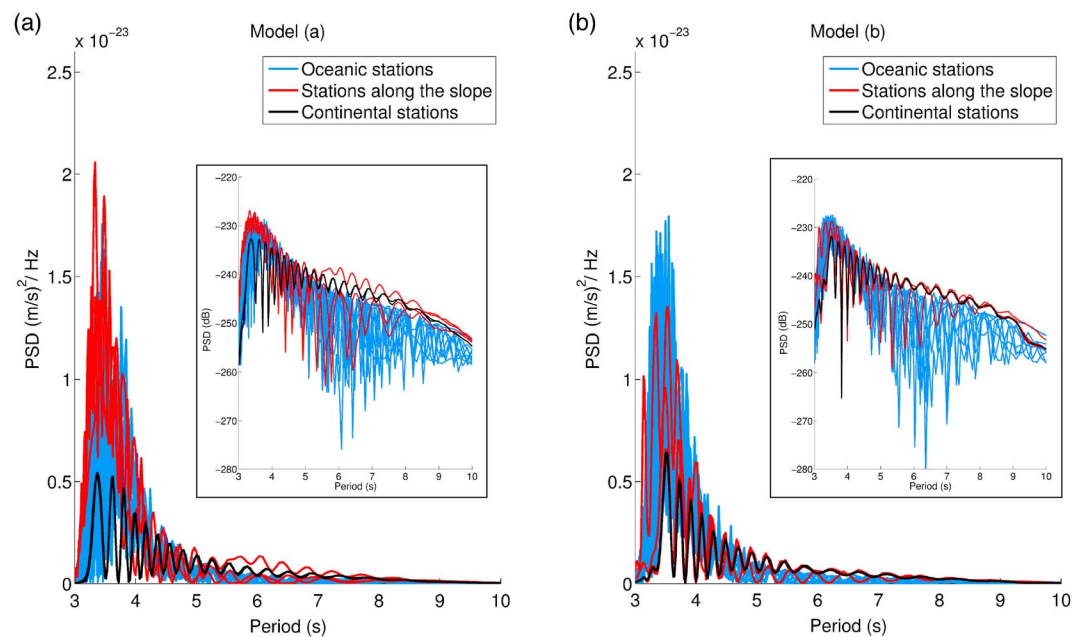 (a)
x 10⁻²³
Model (a)
Oceanic stations
Stations along the slope
Continental stations
PSD (m/s)²/ Hz
2.5
2
1.5
1
0.5
0
3 4 5 6 7 8 9 10
Period (s)
PSD (dB)
−220
−230
−240
−250
−260
−270
−280
3 4 5 6 7 8 9 10
Period (s)
(b)
x 10⁻²³
Model (b)
Oceanic stations
Stations along the slope
Continental stations
PSD (m/s)²/ Hz
2.5
2
1.5
1
0.5
0
3 4 5 6 7 8 9 10
Period (s)
PSD (dB)
−220
−230
−240
−250
−260
−270
−280
3 4 5 6 7 8 9 10
Period (s)